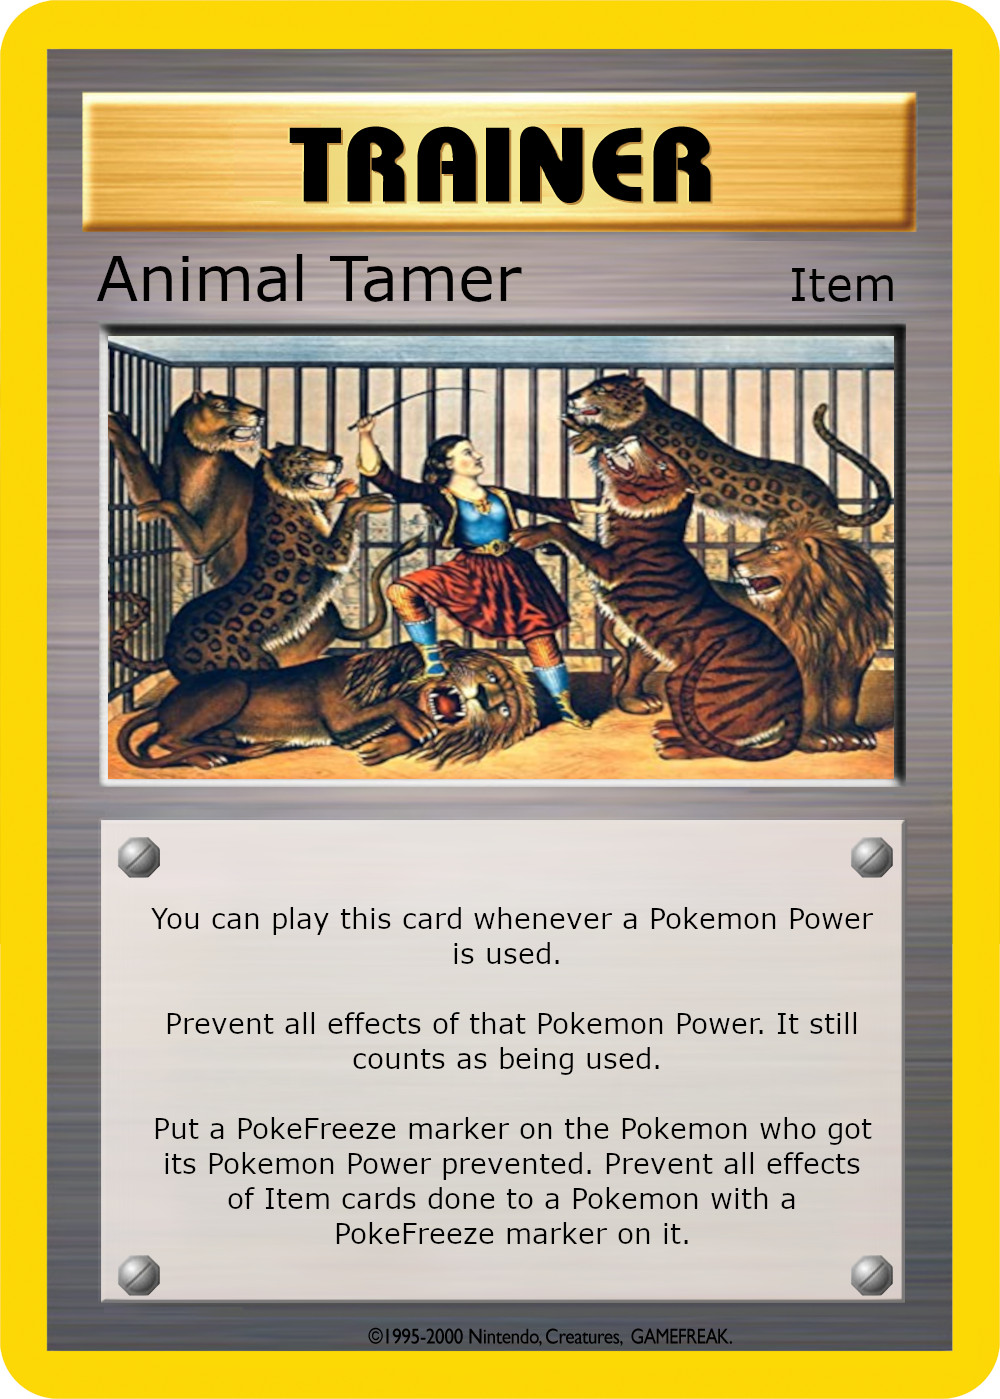 TRAINER
Animal Tamer
Item
You can play this card whenever a Pokemon Power
is used.
Prevent all effects of that Pokemon Power. It still
counts as being used.
Put a PokeFreeze marker on the Pokemon who got
its Pokemon Power prevented. Prevent all effects
of Item cards done to a Pokemon with a
PokeFreeze marker on it.
©1995-2000 Nintendo, Creatures, GAMEFREAK.